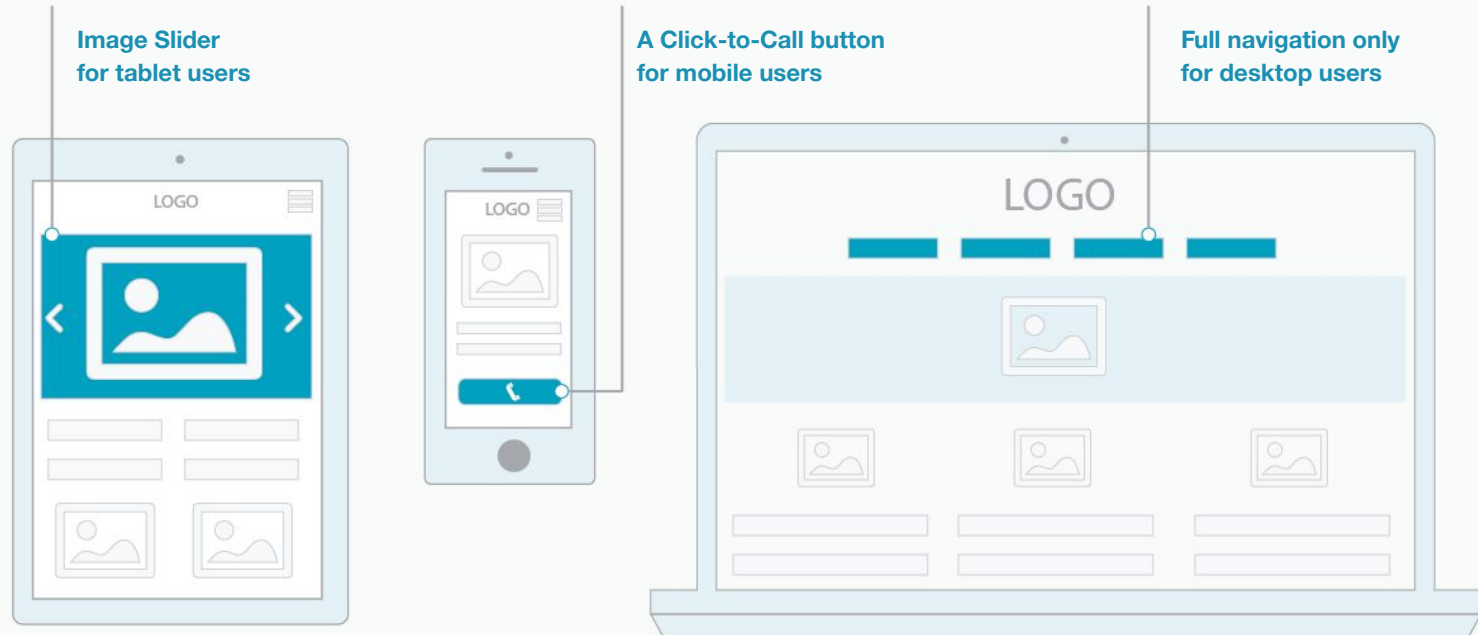 Image Slider
for tablet users
A Click-to-Call button
for mobile users
Full navigation only
for desktop users
LOGO
LOGO
LOGO